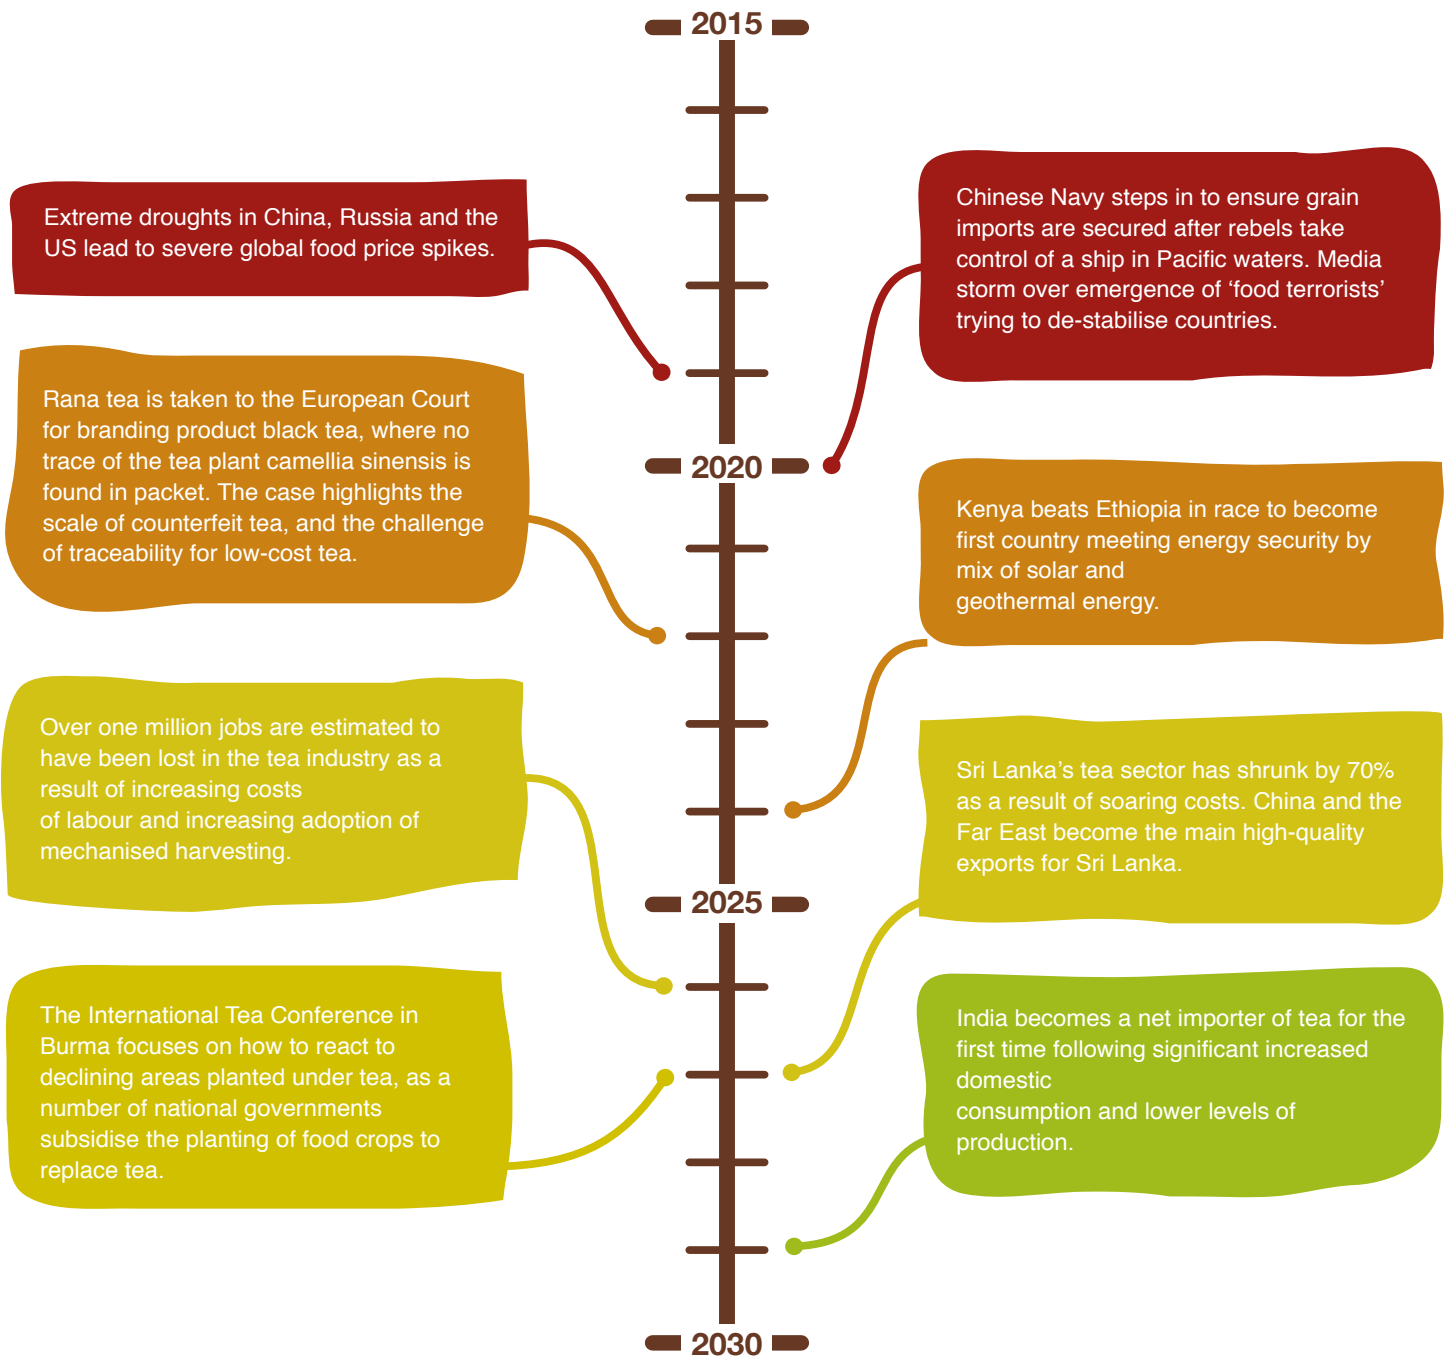 2015
Extreme droughts in China, Russia and the
US lead to severe global food price spikes.
Chinese Navy steps in to ensure grain
imports are secured after rebels take
control of a ship in Pacific waters. Media
storm over emergence of ‘food terrorists’
trying to de-stabilise countries.
Rana tea is taken to the European Court
for branding product black tea, where no
trace of the tea plant camellia sinensis is
found in packet. The case highlights the
scale of counterfeit tea, and the challenge
of traceability for low-cost tea.
2020
Kenya beats Ethiopia in race to become
first country meeting energy security by
mix of solar and
geothermal energy.
Over one million jobs are estimated to
have been lost in the tea industry as a
result of increasing costs
of labour and increasing adoption of
mechanised harvesting.
Sri Lanka’s tea sector has shrunk by 70%
as a result of soaring costs. China and the
Far East become the main high-quality
exports for Sri Lanka.
2025
The International Tea Conference in
Burma focuses on how to react to
declining areas planted under tea, as a
number of national governments
subsidise the planting of food crops to
replace tea.
India becomes a net importer of tea for the
first time following significant increased
domestic
consumption and lower levels of
production.
2030